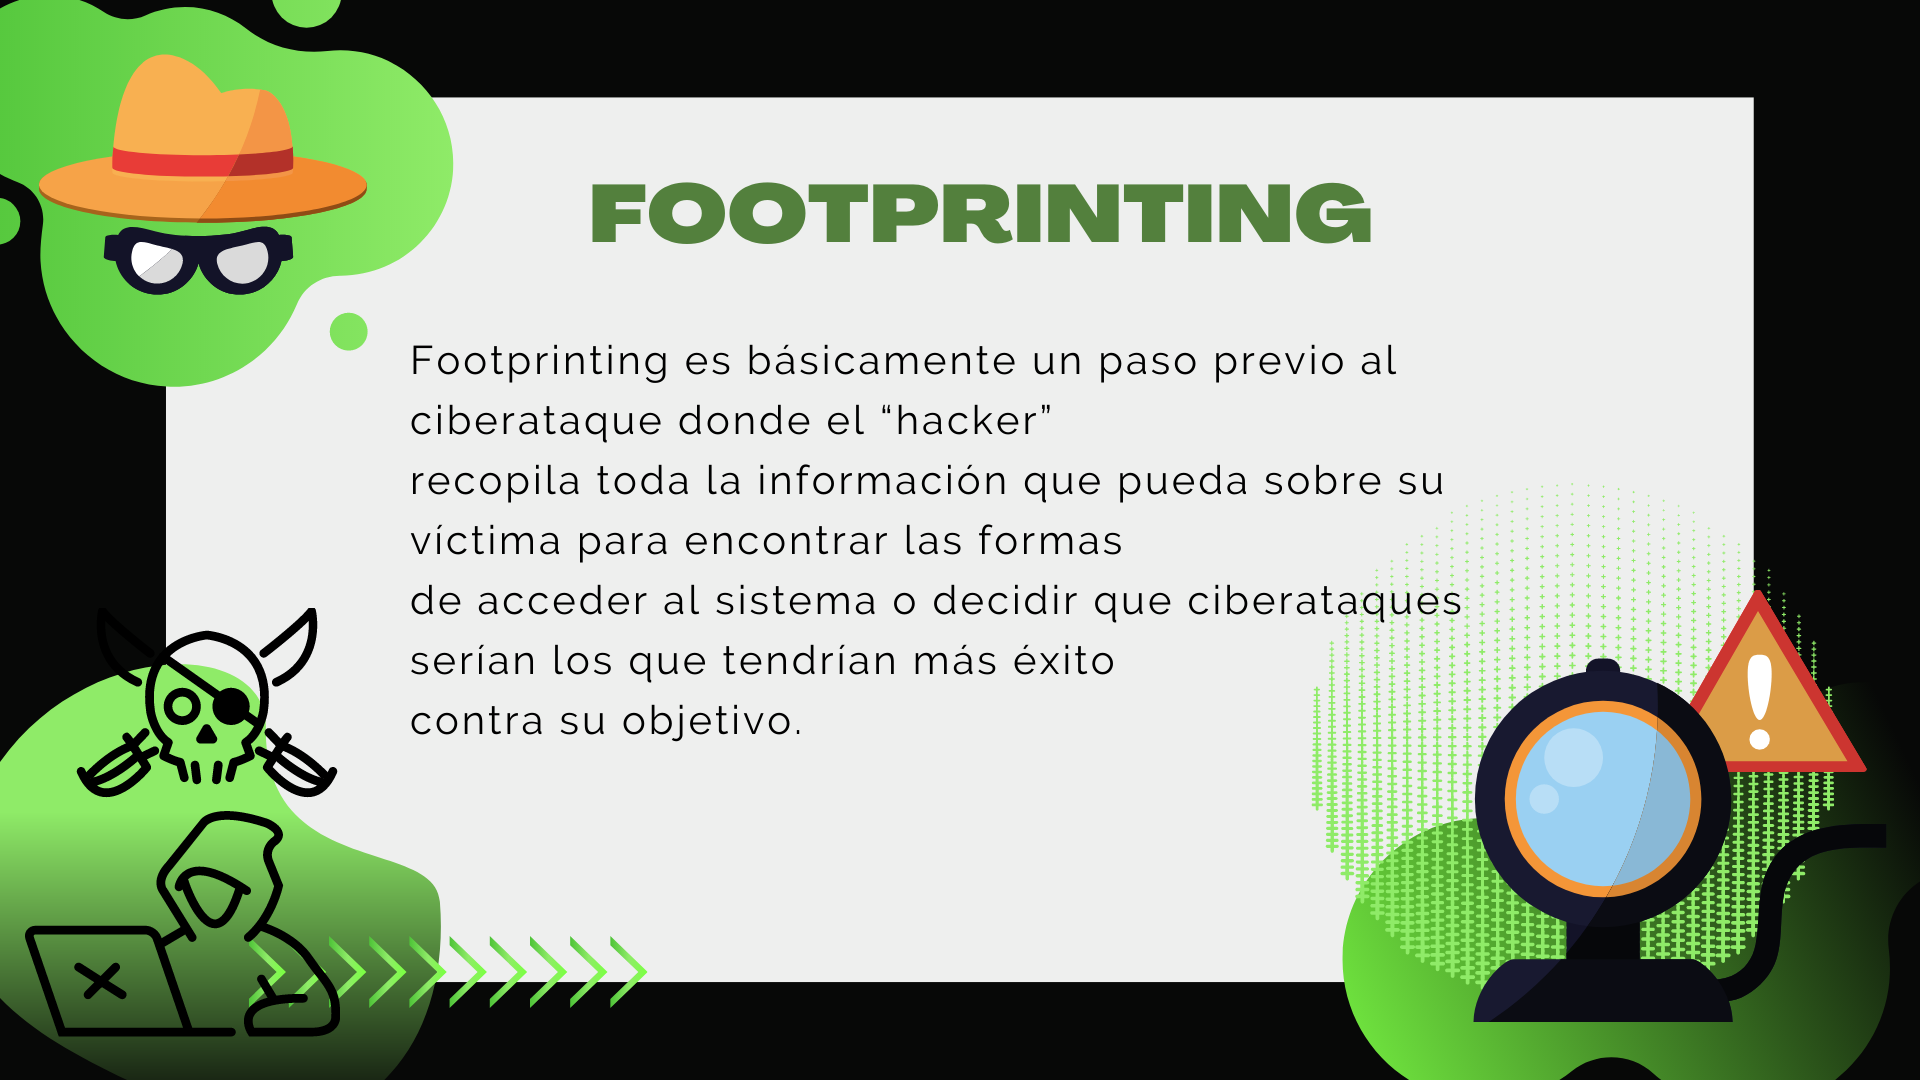 FOOTPRINTING
Footprinting es básicamente un paso previo al
ciberataque donde el “hacker”
recopila toda la información que pueda sobre su
víctima para encontrar las formas
de acceder al sistema o decidir que ciberataques
serían los que tendrían más éxito
contra su objetivo.